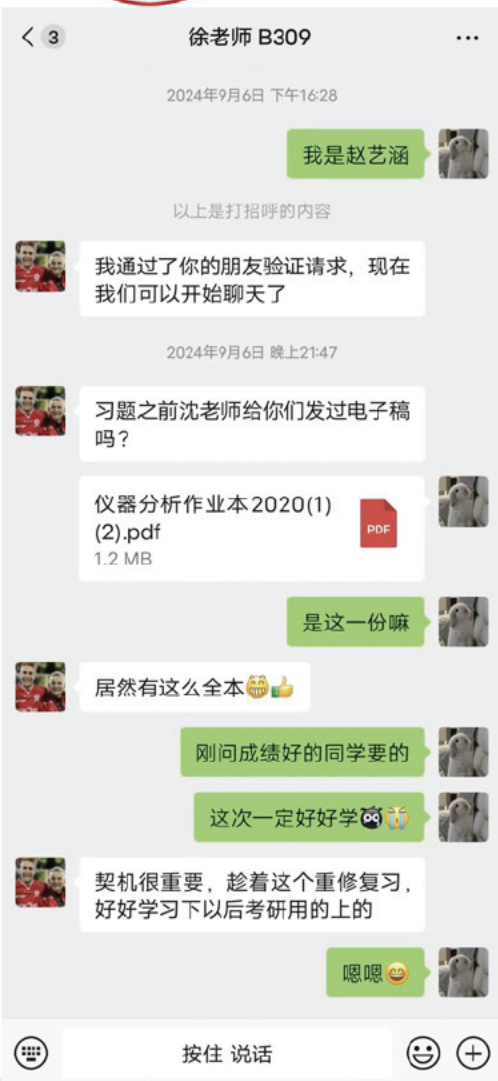 3
徐老师 B309
2024年9月6日 下午16:28
我是赵艺涵
以上是打招呼的内容
我通过了你的朋友验证请求，现在
我们可以开始聊天了
2024年9月6日 晚上21:47
习题之前沈老师给你们发过电子稿
吗？
仪器分析作业本2020(1)
(2).pdf
PDF
1.2 MB
是这一份嘛
居然有这么全本😁👍
刚问成绩好的同学要的
这次一定好好学😭
契机很重要，趁着这个重修复习，
好好学习下以后考研用的上的
嗯嗯😄
按住 说话